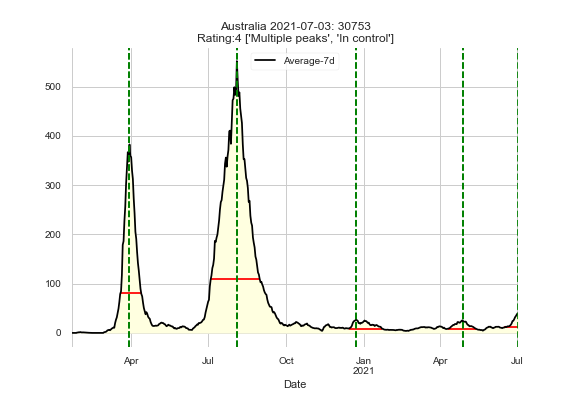 Australia 2021-07-03: 30753
Rating:4 ['Multiple peaks', 'In control']
Average-7d
500
400
300
200
100
0
Apr Jul Oct Jan Apr Jul
2021
Date